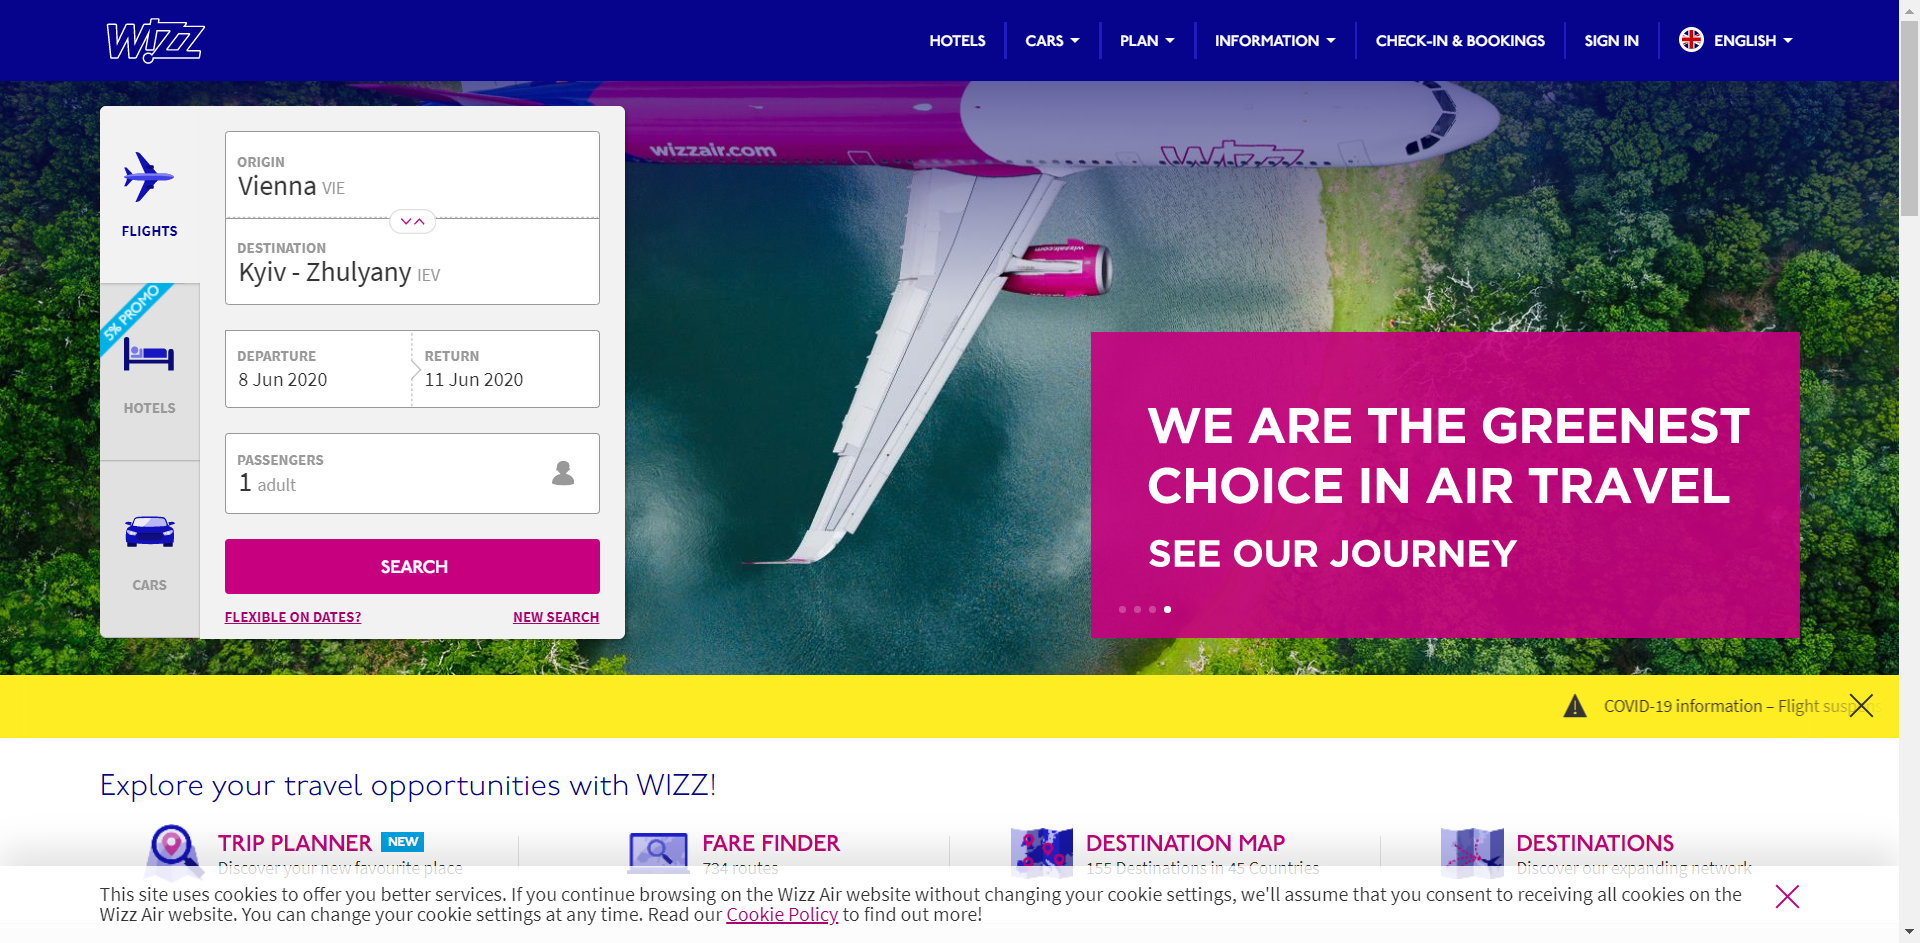 WIZZ
HOTELS
CARS
PLAN
INFORMATION
CHECK-IN & BOOKINGS
SIGN IN
ENGLISH
FLIGHTS
5% PROMO
HOTELS
CARS
ORIGIN
Vienna VIE
DESTINATION
Kyiv - Zhulyany IEV
DEPARTURE
8 Jun 2020
RETURN
11 Jun 2020
PASSENGERS
1 adult
SEARCH
FLEXIBLE ON DATES?
NEW SEARCH
wizzair.com
WIZZ
wizzair.com
WE ARE THE GREENEST
CHOICE IN AIR TRAVEL
SEE OUR JOURNEY
COVID-19 information – Flight suspens
Explore your travel opportunities with WIZZ!
TRIP PLANNER NEW
Discover your new favourite place
FARE FINDER
734 routes
DESTINATION MAP
155 Destinations in 45 Countries
DESTINATIONS
Discover our expanding network
This site uses cookies to offer you better services. If you continue browsing on the Wizz Air website without changing your cookie settings, we'll assume that you consent to receiving all cookies on the
Wizz Air website. You can change your cookie settings at any time. Read our Cookie Policy to find out more!